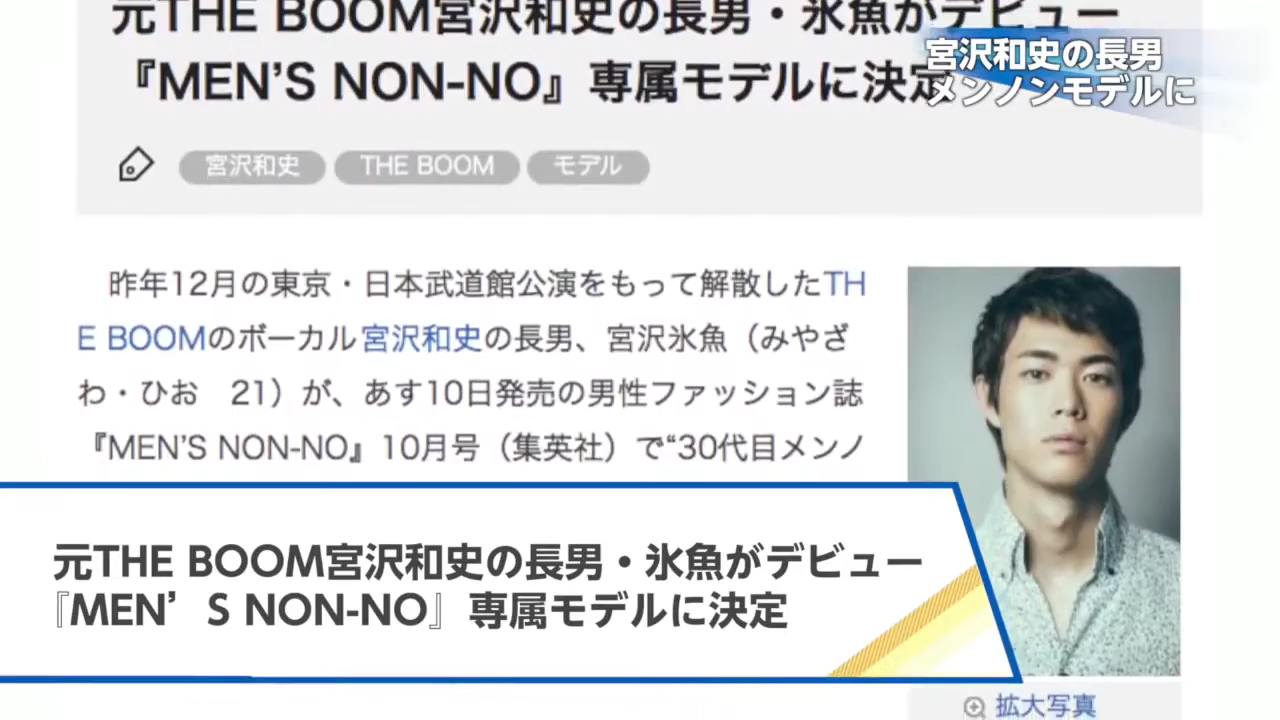 元THE BOOM宮沢和史の長男・氷魚がデビュー
『MEN'S NON-NO』専属モデルに決定
宮沢和史の長男
メンノンモデルに
宮沢和史 THE BOOM モデル
昨年12月の東京・日本武道館公演をもって解散したTH
E BOOMのボーカル宮沢和史の長男、宮沢氷魚（みやざ
わ・ひお　21）が、あす10日発売の男性ファッション誌
『MEN'S NON-NO』10月号（集英社）で“30代目メンノ
元THE BOOM宮沢和史の長男・氷魚がデビュー
『MEN’S NON-NO』専属モデルに決定
拡大写真